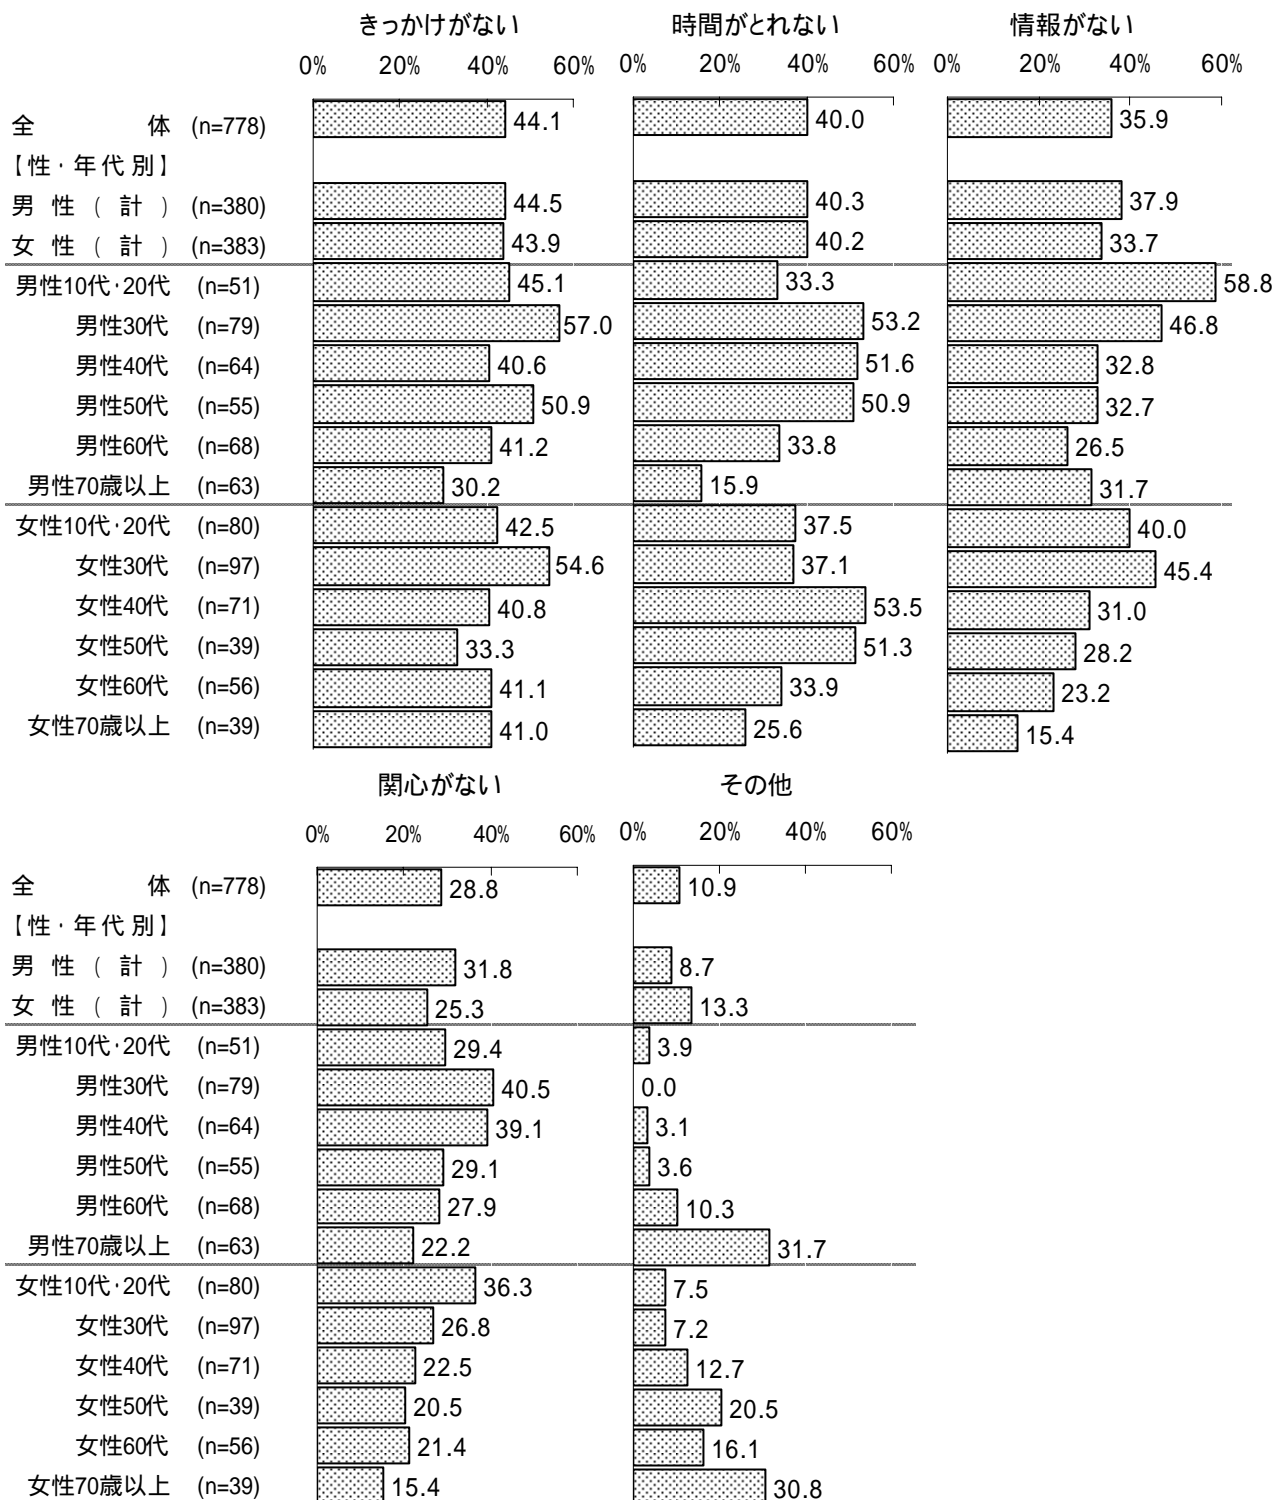 きっかけがない 時間がとれない 情報がない
0% 20% 40% 60% 0% 20% 40% 60% 0% 20% 40% 60%
全体 (n=778) 44.1 40.0 35.9
【性・年代別】
男性(計) (n=380) 44.5 40.3 37.9
女性(計) (n=383) 43.9 40.2 33.7
男性10代・20代 (n=51) 45.1 33.3 58.8
男性30代 (n=79) 57.0 53.2 46.8
男性40代 (n=64) 40.6 51.6 32.8
男性50代 (n=55) 50.9 50.9 32.7
男性60代 (n=68) 41.2 33.8 26.5
男性70歳以上 (n=63) 30.2 15.9 31.7
女性10代・20代 (n=80) 42.5 37.5 40.0
女性30代 (n=97) 54.6 37.1 45.4
女性40代 (n=71) 40.8 53.5 31.0
女性50代 (n=39) 33.3 51.3 28.2
女性60代 (n=56) 41.1 33.9 23.2
女性70歳以上 (n=39) 41.0 25.6 15.4
関心がない その他
0% 20% 40% 60% 0% 20% 40% 60%
全体 (n=778) 28.8 10.9
【性・年代別】
男性(計) (n=380) 31.8 8.7
女性(計) (n=383) 25.3 13.3
男性10代・20代 (n=51) 29.4 3.9
男性30代 (n=79) 40.5 0.0
男性40代 (n=64) 39.1 3.1
男性50代 (n=55) 29.1 3.6
男性60代 (n=68) 27.9 10.3
男性70歳以上 (n=63) 22.2 31.7
女性10代・20代 (n=80) 36.3 7.5
女性30代 (n=97) 26.8 7.2
女性40代 (n=71) 22.5 12.7
女性50代 (n=39) 20.5 20.5
女性60代 (n=56) 21.4 16.1
女性70歳以上 (n=39) 15.4 30.8